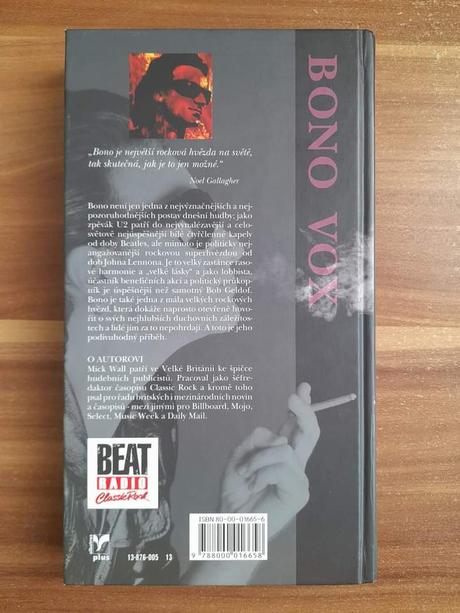 BONO VOX
„Bono je největší rocková hvězda na světě,
tak skutečná, jak je to jen možné."
Noel Gallagher
Bono není jen jedna z nejvýznačnějších a nej-
pozoruhodnějších postav dnešní hudby: jako
zpěvák U2 patří do nejvynalézavější a celo-
světově nejúspěšnější bílé čtyřčlenné kapely
od doby Beatles, ale mimoto je politicky nej-
angažovanější rockovou superhvězdou od
dob Johna Lennona. Je to velký zastánce raso-
vé harmonie a „velké lásky" a jako lobbista,
účastník benefičních akcí a politický průkop-
ník je úspěšnější než samotný Bob Geldof.
Bono je také jedna z mála velkých rockových
hvězd, která dokáže naprosto otevřeně hovo-
řit o svých nejhlubších duchovních záležitos-
tech a lidé jím za to nepohrdají. A toto je jeho
podivuhodný příběh.
O AUTOROVI
Mick Wall patří ve Velké Británii ke špičce
hudebních publicistů. Pracoval jako šéfre-
daktor časopisu Classic Rock a kromě toho
psal pro řadu britských i mezinárodních novin
a časopisů - mezi jinými pro Billboard, Mojo,
Select, Music Week a Daily Mail.
BEAT
RADIO
ClassicRock
plus
13-876-005 13
ISBN 80-00-01665-6
9 788000 016658